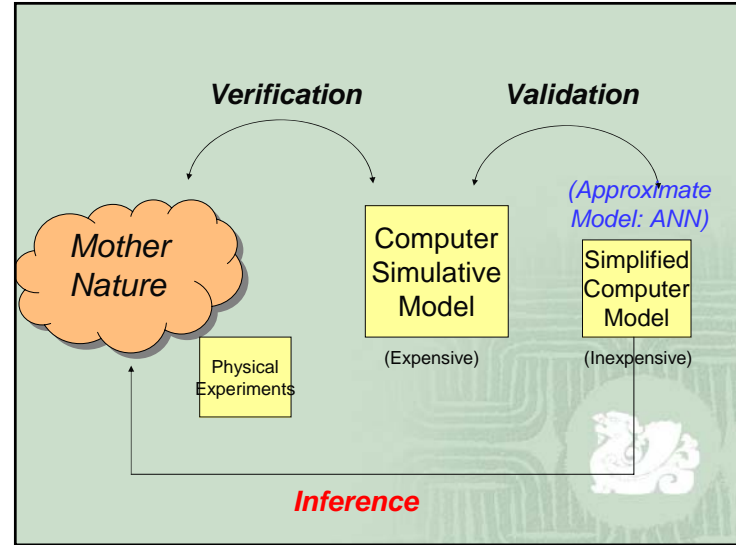 Verification
Validation
Mother
Nature
Physical
Experiments
Computer
Simulative
Model
(Expensive)
(Approximate
Model: ANN)
Simplified
Computer
Model
(Inexpensive)
Inference